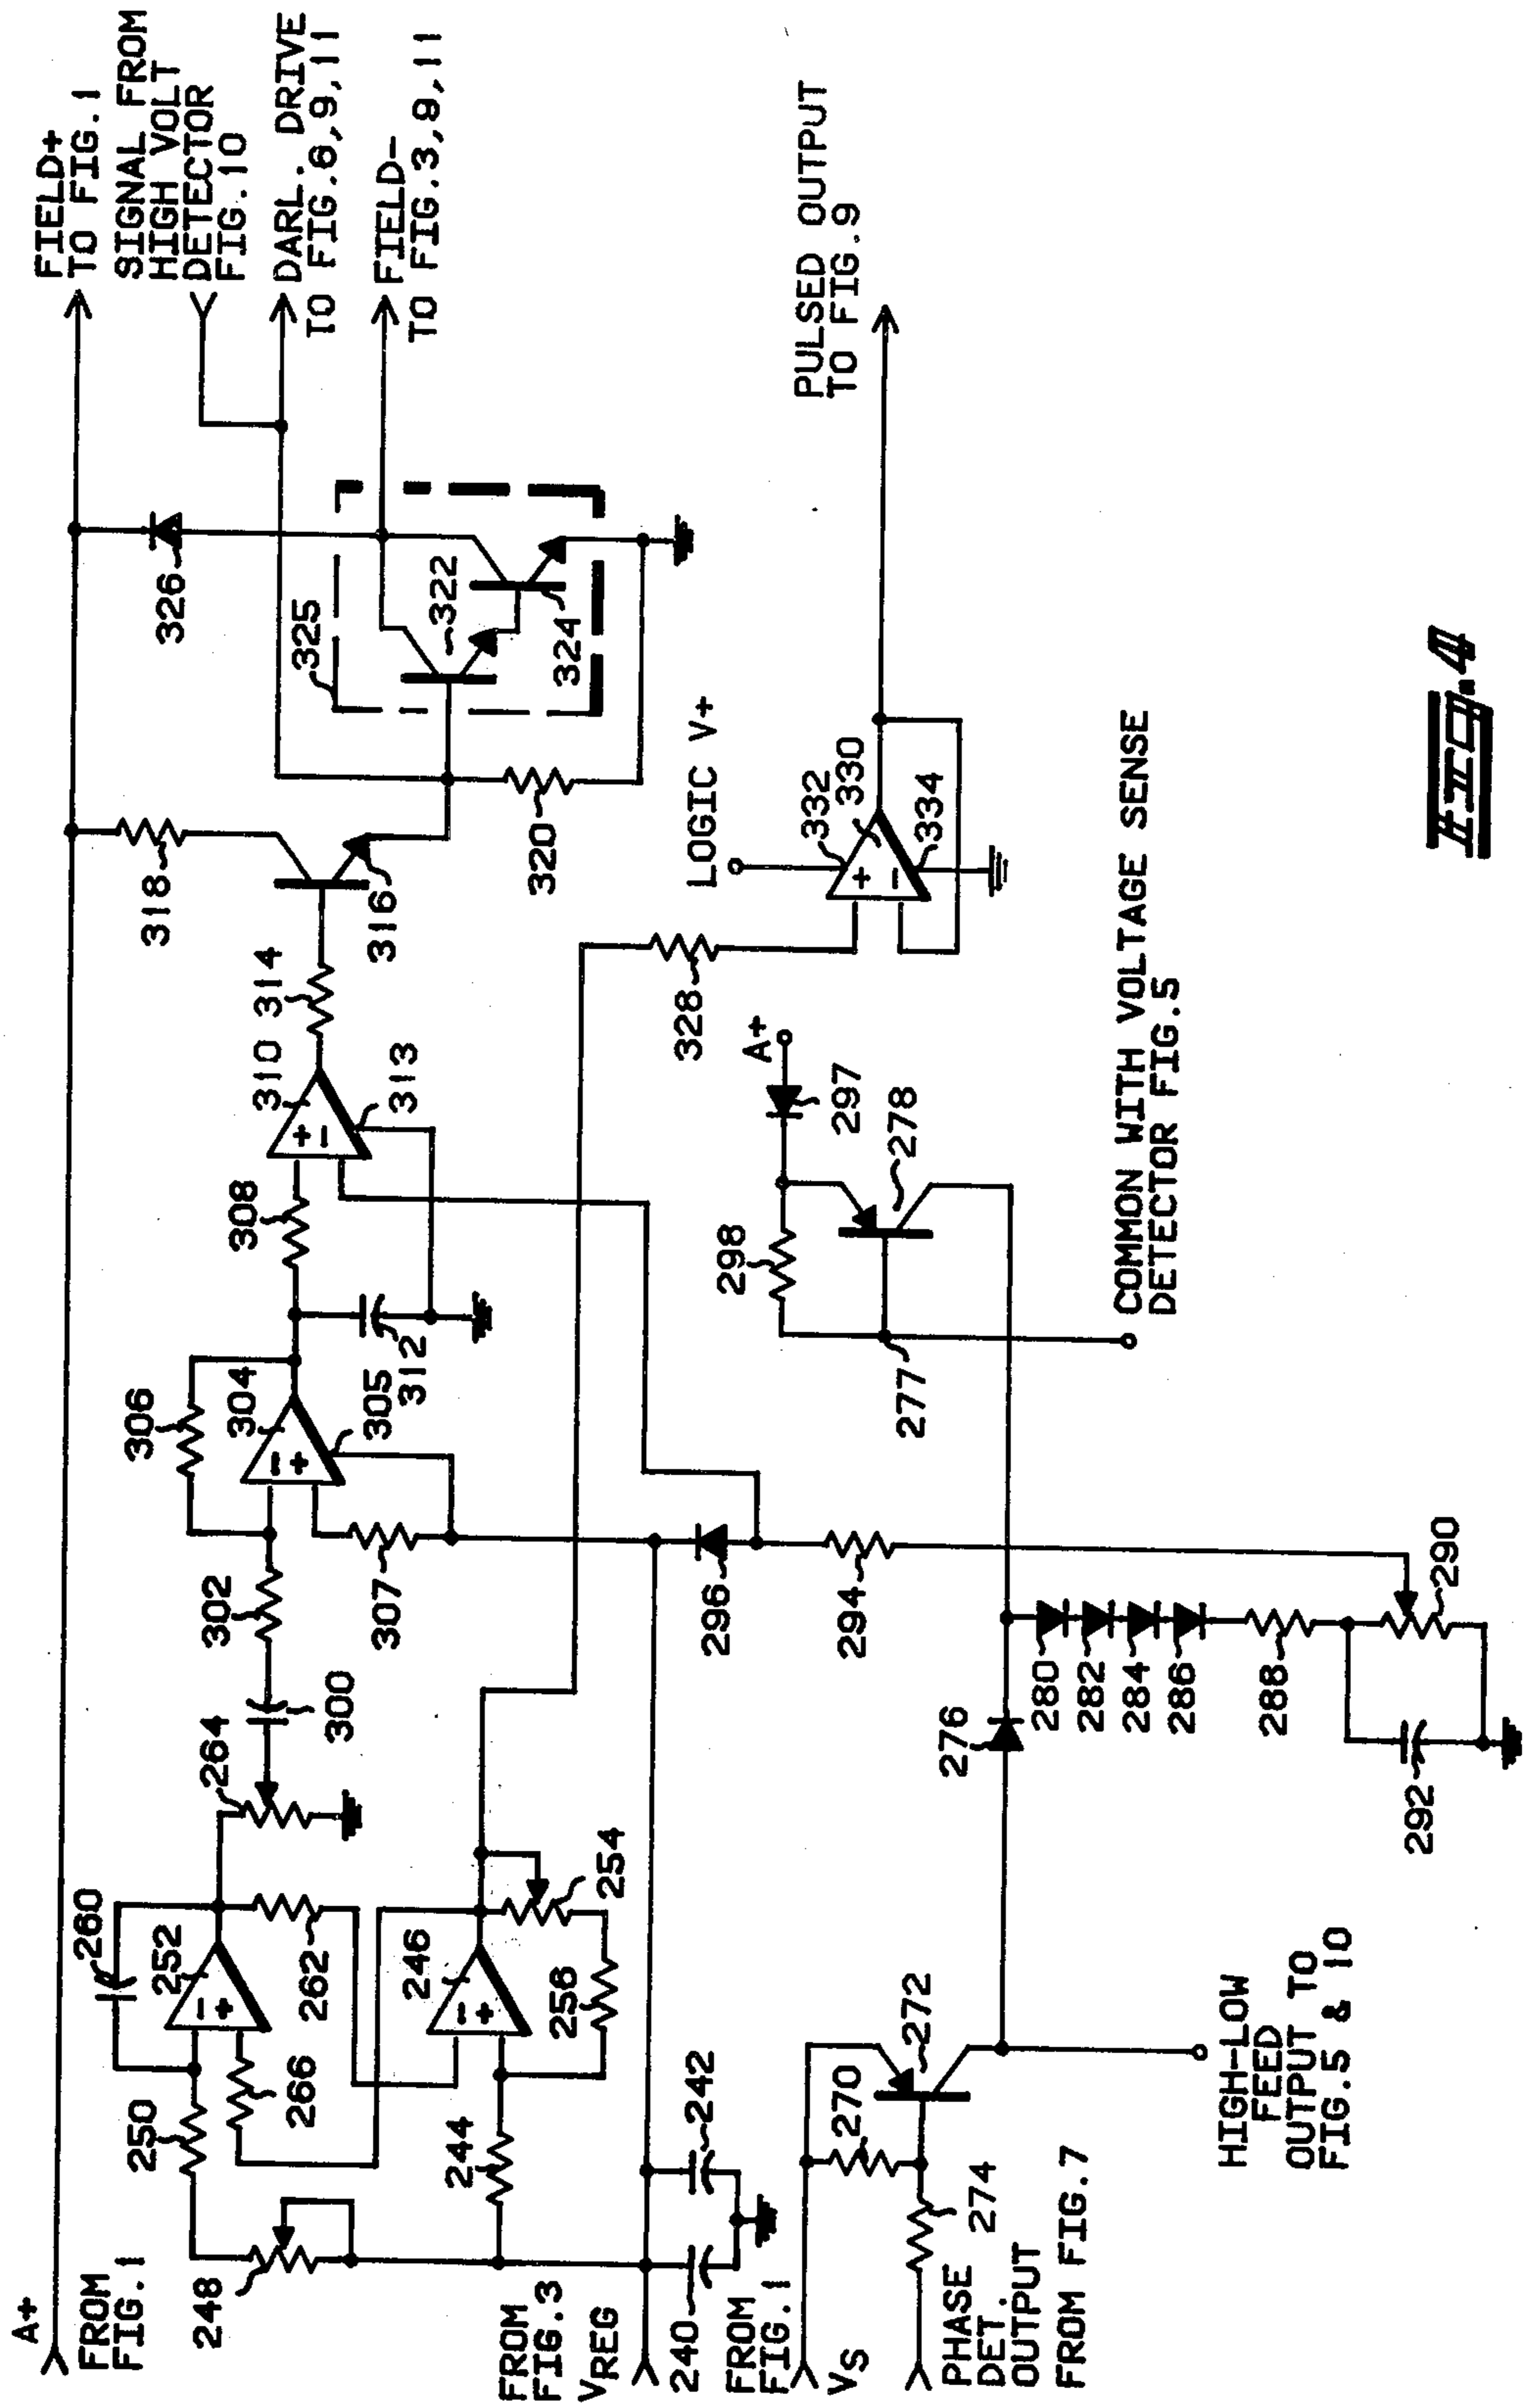 A+
FROM
FIG.1
248
250
260
252
266
262
264
300
302
306
304
305
307
312
308
310
313
314
318
316
320
325
322
324
326
FIELD+
TO FIG.1
SIGNAL FROM
HIGH VOLT
DETECTOR
FIG.10
DARL. DRIVE
TO FIG.8,9,11
FIELD-
TO FIG.3,8,11
FROM
FIG.3
VREG
244
246
254
256
240
242
296
294
328
LOGIC V+
332
330
334
PULSED OUTPUT
TO FIG.9
FROM
FIG.1
VS
PHASE
DET.
OUTPUT
FROM FIG.7
270
272
274
276
HIGH-LOW
FEED
OUTPUT TO
FIG.5 & 10
280
282
284
286
288
290
292
298
297
A+
278
277
COMMON WITH VOLTAGE SENSE
DETECTOR FIG.5
FIG.4
+
-
+
-
+
-
+
-
+
-